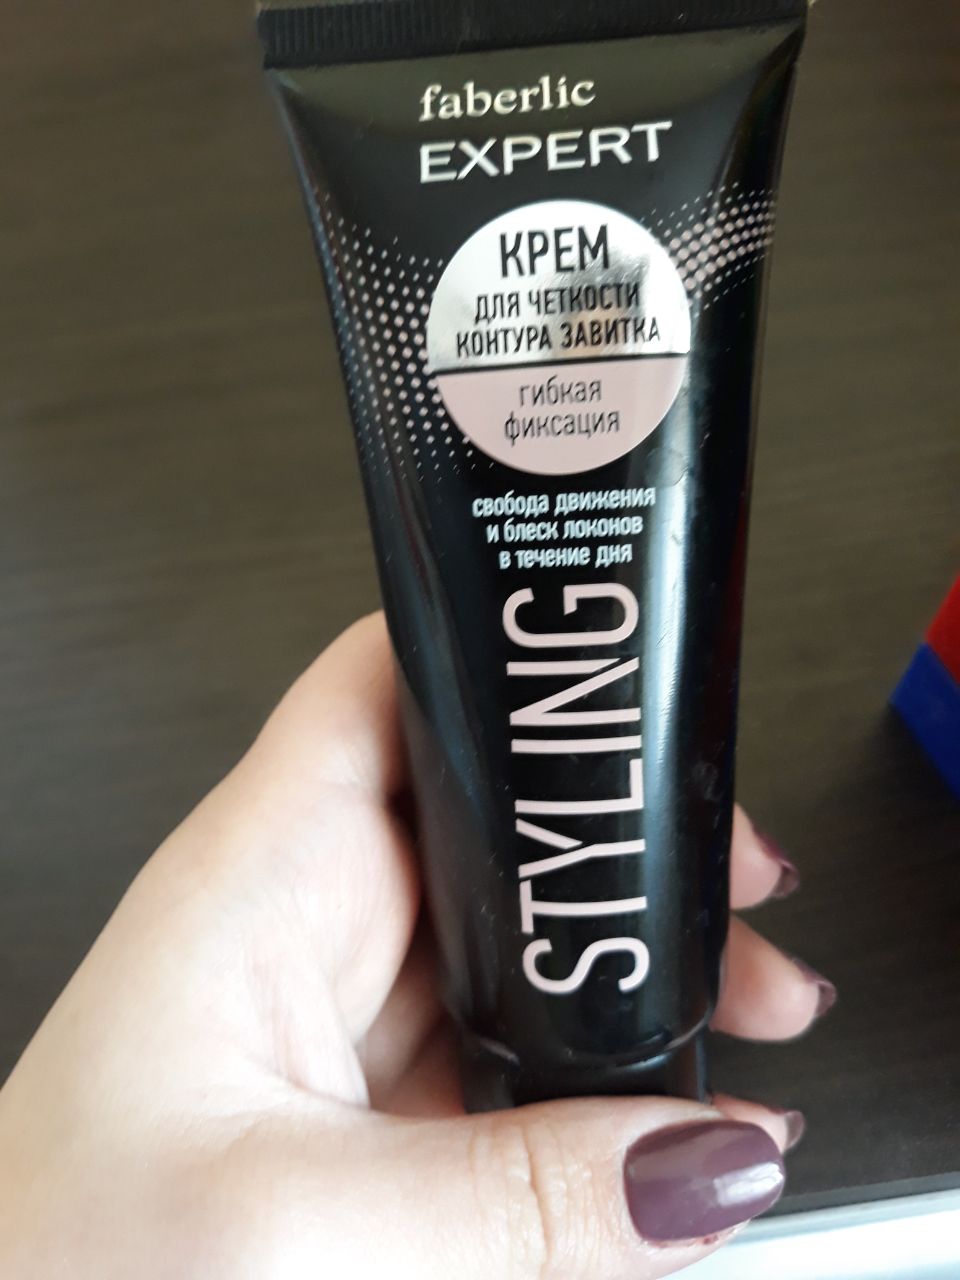 faberlic
EXPERT
КРЕМ
ДЛЯ ЧЕТКОСТИ
КОНТУРА ЗАВИТКА
гибкая
фиксация
свобода движения
и блеск локонов
в течение дня
STYLING